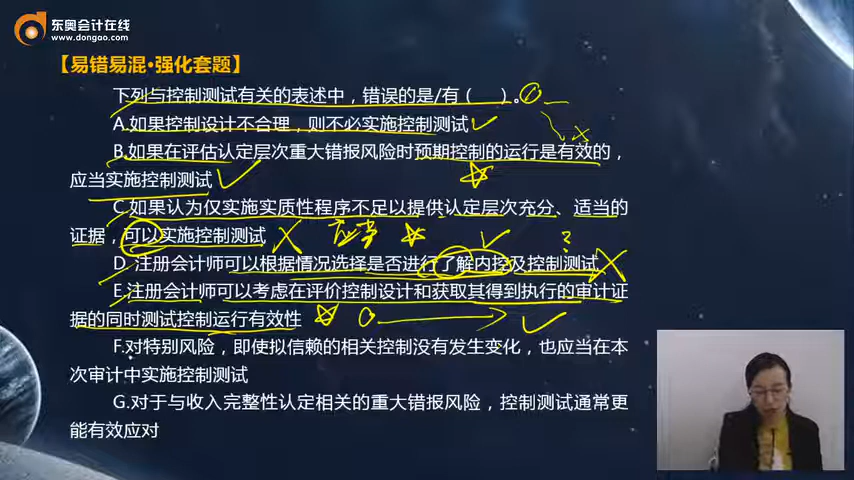 东奥会计在线
www.dongao.com
【易错易混·强化套题】
下列与控制测试有关的表述中，错误的是/有（ ）。
A.如果控制设计不合理，则不必实施控制测试
B.如果在评估认定层次重大错报风险时预期控制的运行是有效的，
应当实施控制测试
C.如果认为仅实施实质性程序不足以提供认定层次充分、适当的
证据，可以实施控制测试
应当
D. 注册会计师可以根据情况选择是否进行了解内控及控制测试
E.注册会计师可以考虑在评价控制设计和获取其得到执行的审计证
据的同时测试控制运行有效性
F.对特别风险，即使拟信赖的相关控制没有发生变化，也应当在本
次审计中实施控制测试
G.对于与收入完整性认定相关的重大错报风险，控制测试通常更
能有效应对